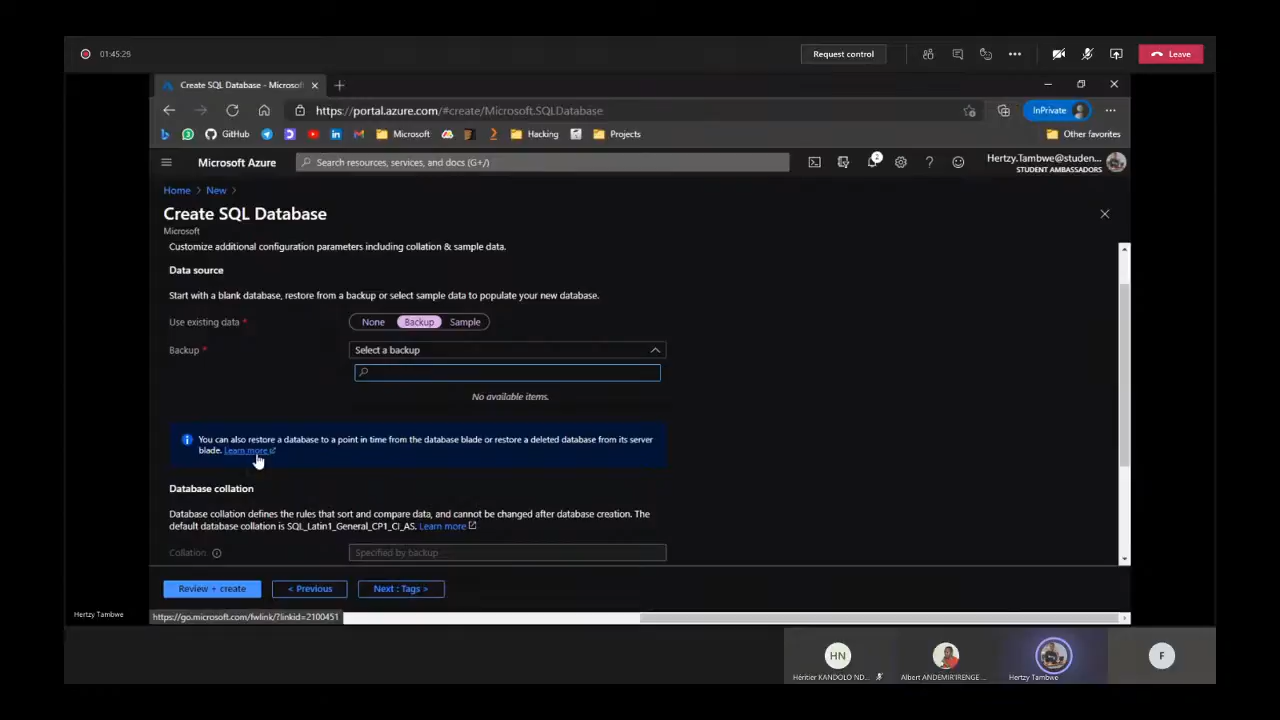 01:45:29
Request control
Leave
Create SQL Database - Microsoft
https://portal.azure.com/#create/Microsoft.SQLDatabase
InPrivate
GitHub
Microsoft
Hacking
Projects
Other favorites
Microsoft Azure
Search resources, services, and docs (G+/)
2
Hertzy.Tambwe@studen...
STUDENT AMBASSADORS
Home > New >
Create SQL Database
Microsoft
Customize additional configuration parameters including collation & sample data.
Data source
Start with a blank database, restore from a backup or select sample data to populate your new database.
Use existing data *
None Backup Sample
Backup *
Select a backup
No available items.
You can also restore a database to a point in time from the database blade or restore a deleted database from its server
blade. Learn more
Database collation
Database collation defines the rules that sort and compare data, and cannot be changed after database creation. The
default database collation is SQL_Latin1_General_CP1_CI_AS. Learn more
Collation
Specified by backup
Review + create
< Previous
Next : Tags >
Hertzy Tambwe
https://go.microsoft.com/fwlink/?linkid=2100451
HN
F
Héritier KANDOLO ND...
Albert ANDEMIR'IRENGE ...
Hertzy Tambwe